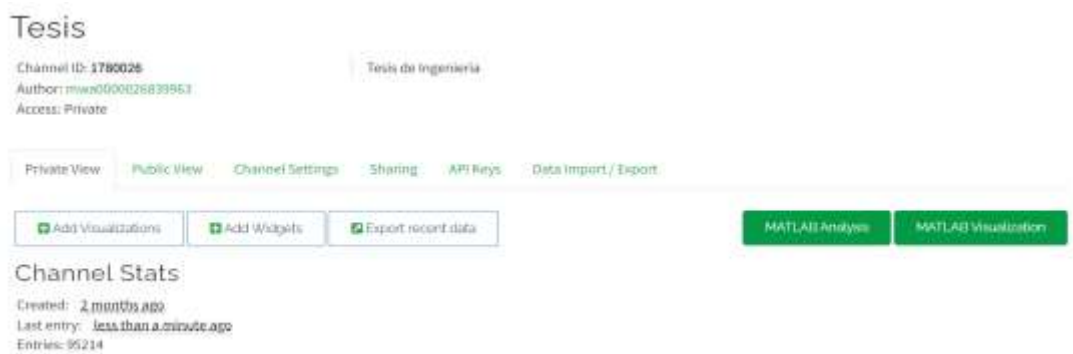 Tesis
Channel ID: 1780026
Tesis de Ingeniería
Author: mwa0000026839963
Access: Private
Private View Public View Channel Settings Sharing API Keys Data Import / Export
Add Visualizations Add Widgets Export recent data MATLAB Analysis MATLAB Visualization
Channel Stats
Created: 2 months ago
Last entry: less than a minute ago
Entries: 95214